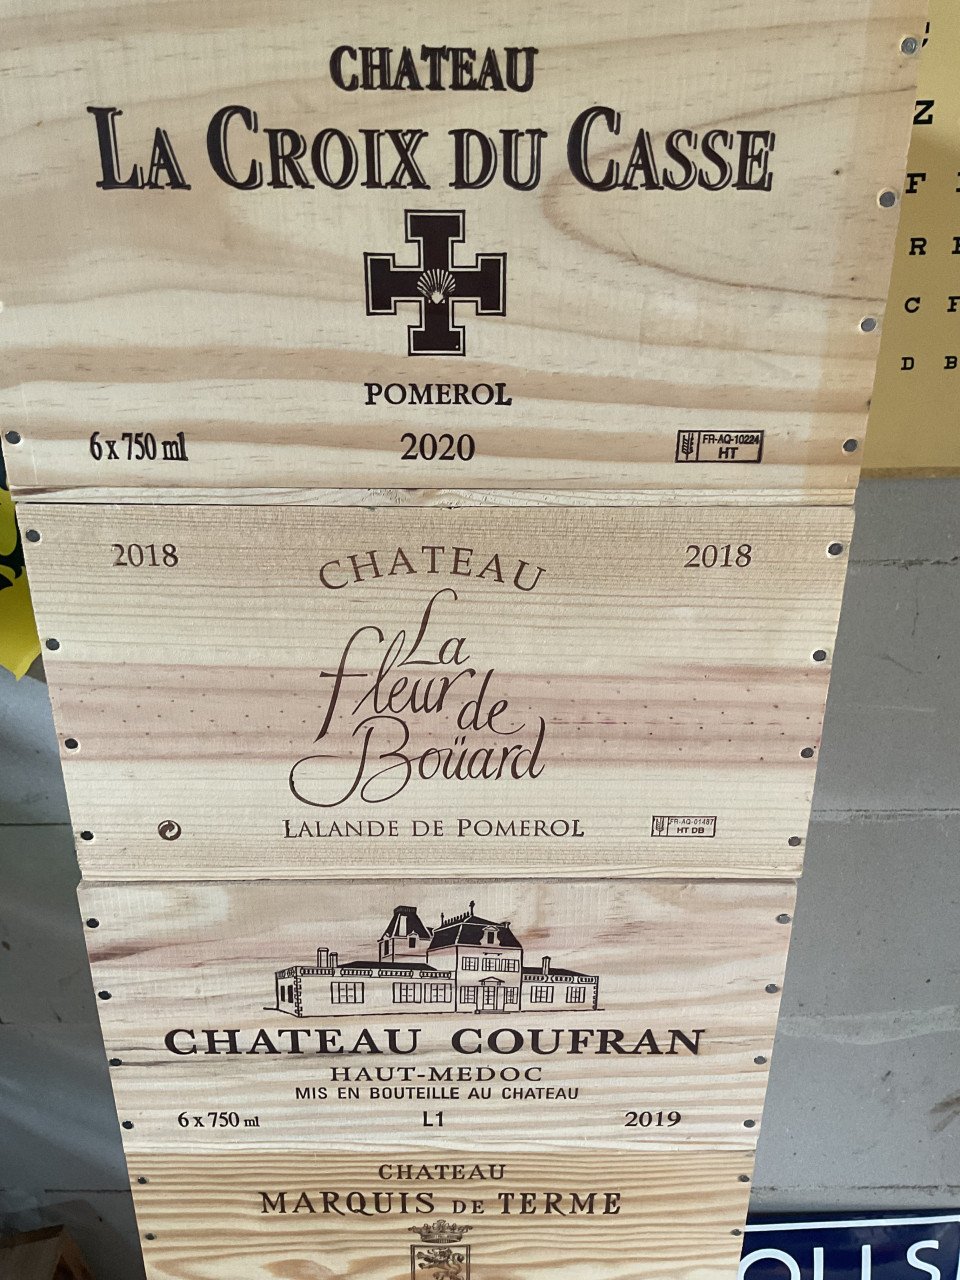 CHATEAU
LA CROIX DU CASSE
POMEROL
6 x 750 ml 2020 FR-AQ-10224
HT
2018 CHATEAU 2018
La
fleur de
Boüard
LALANDE DE POMEROL FR-AQ-01487
HT DB
CHATEAU COUFRAN
HAUT-MEDOC
MIS EN BOUTEILLE AU CHATEAU
6 x 750 ml L1 2019
CHATEAU
MARQUIS DE TERME
Z
F
R
C F
D B